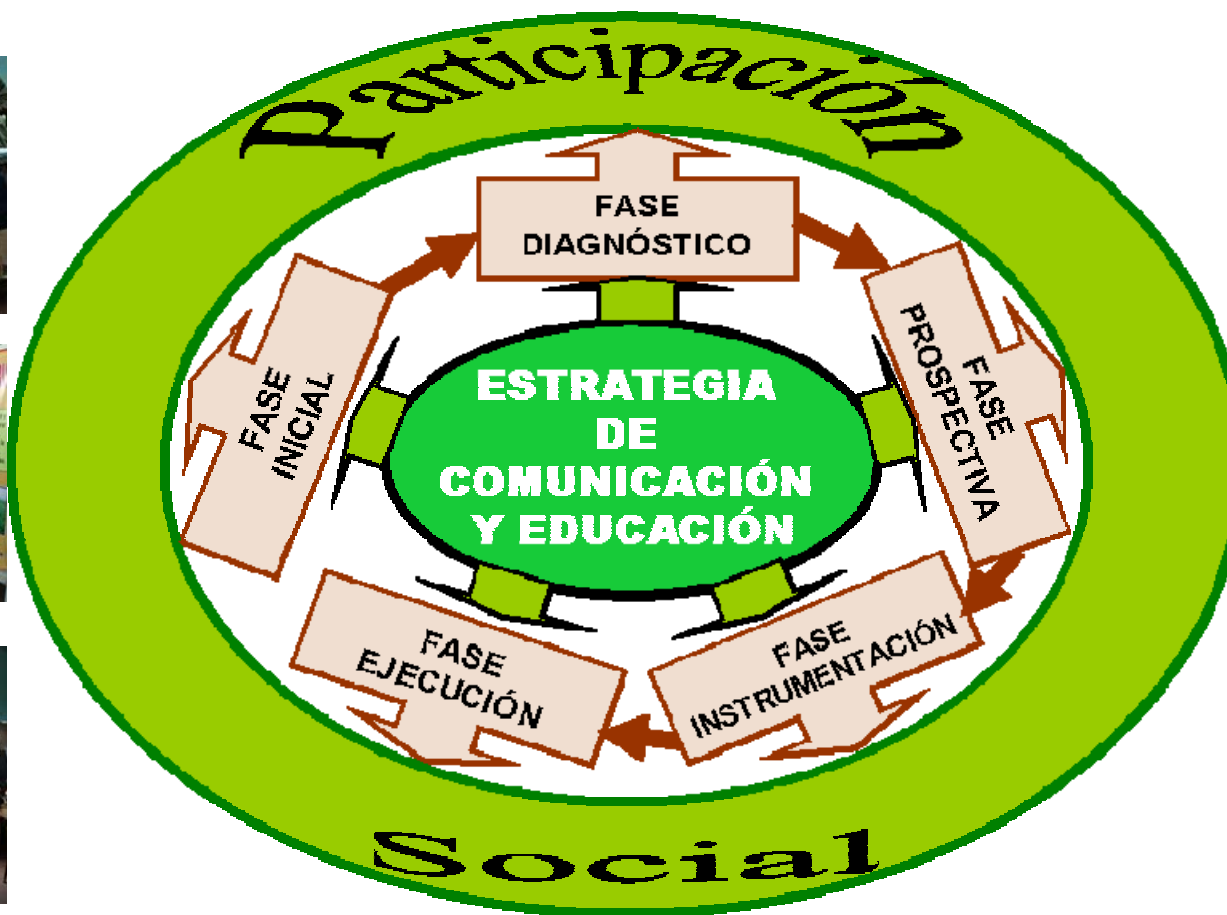 Participación
FASE
DIAGNÓSTICO
FASE
PROSPECTIVA
FASE
INSTRUMENTACIÓN
FASE
EJECUCIÓN
FASE
INICIAL
ESTRATEGIA
DE
COMUNICACIÓN
Y EDUCACIÓN
Social